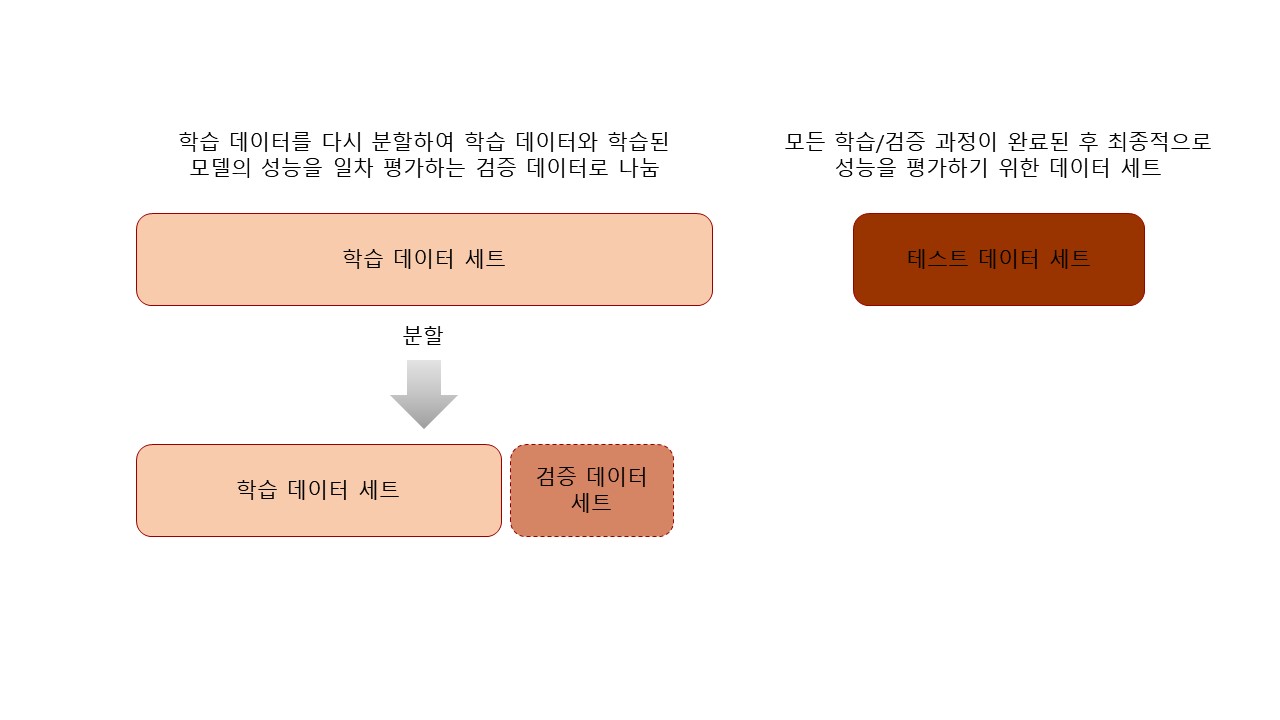 학습 데이터를 다시 분할하여 학습 데이터와 학습된
모델의 성능을 일차 평가하는 검증 데이터로 나눔
모든 학습/검증 과정이 완료된 후 최종적으로
성능을 평가하기 위한 데이터 세트
학습 데이터 세트
테스트 데이터 세트
분할
학습 데이터 세트
검증 데이터
세트